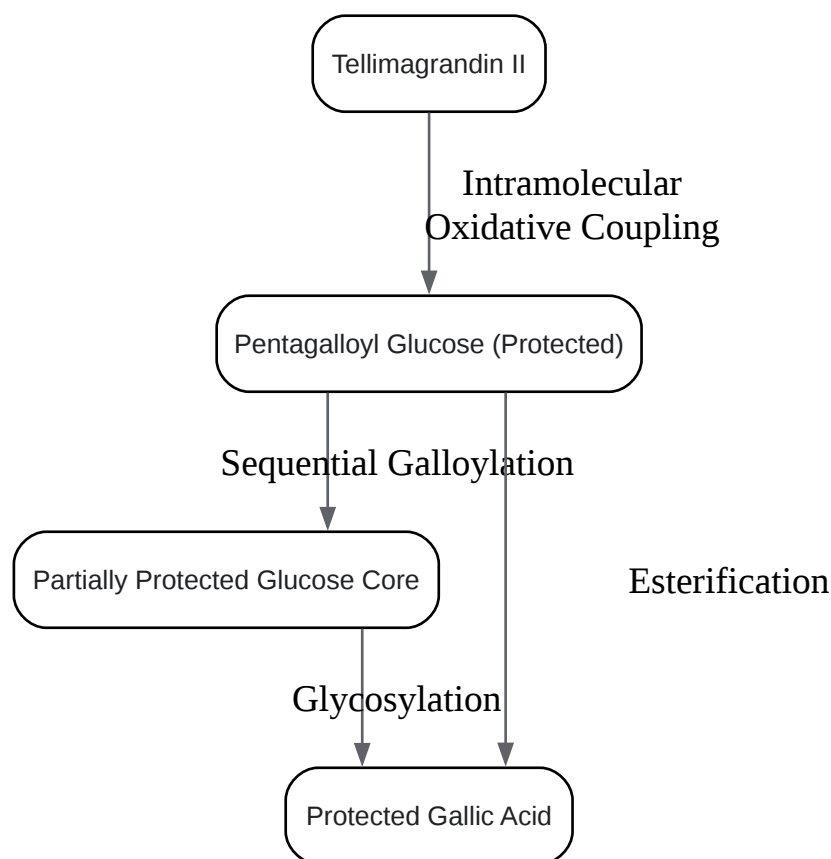 Tellimagrandin II
Intramolecular
Oxidative Coupling
Pentagalloyl Glucose (Protected)
Sequential Galloylation
Partially Protected Glucose Core
Esterification
Glycosylation
Protected Gallic Acid